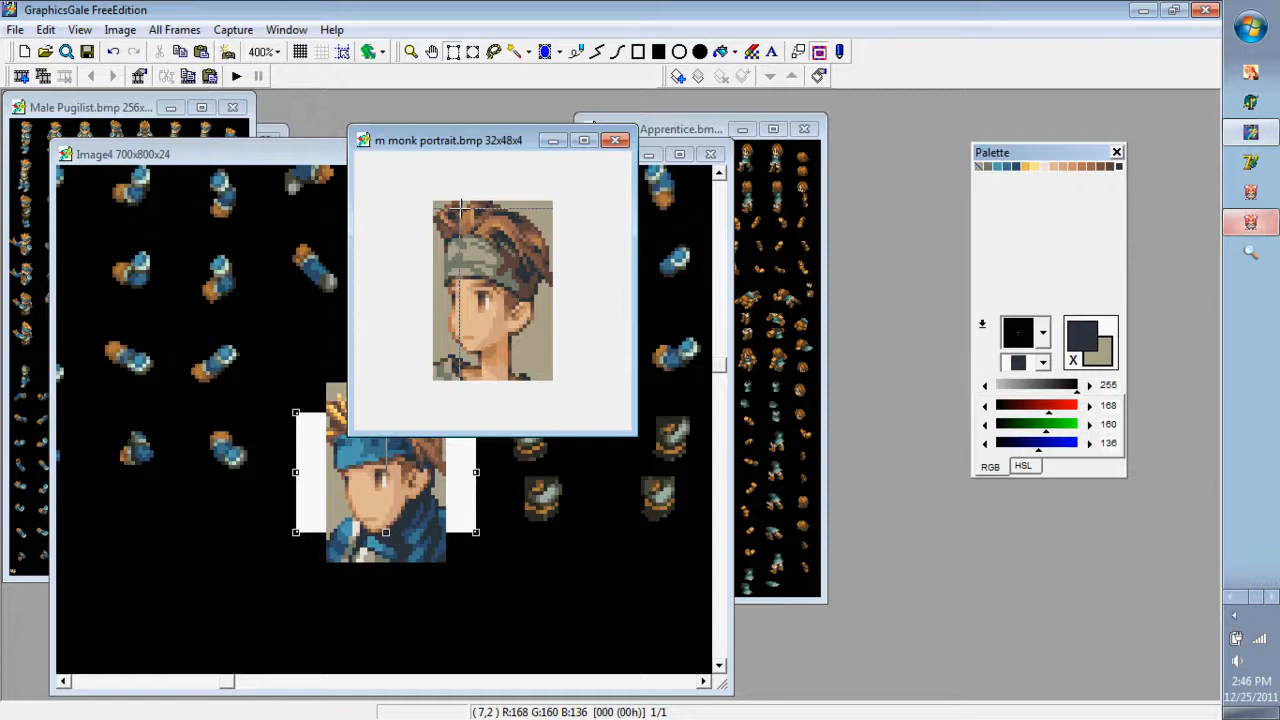 GraphicsGale FreeEdition
File Edit View Image All Frames Capture Window Help
400%
A
Male Pugilist.bmp 256x...
m monk portrait.bmp 32x48x4
Apprentice.bm...
Image4 700x800x24
Palette
X
255
168
160
136
RGB HSL
2:46 PM
12/25/2011
( 7,2 ) R:168 G:160 B:136 [000 (00h)] 1/1